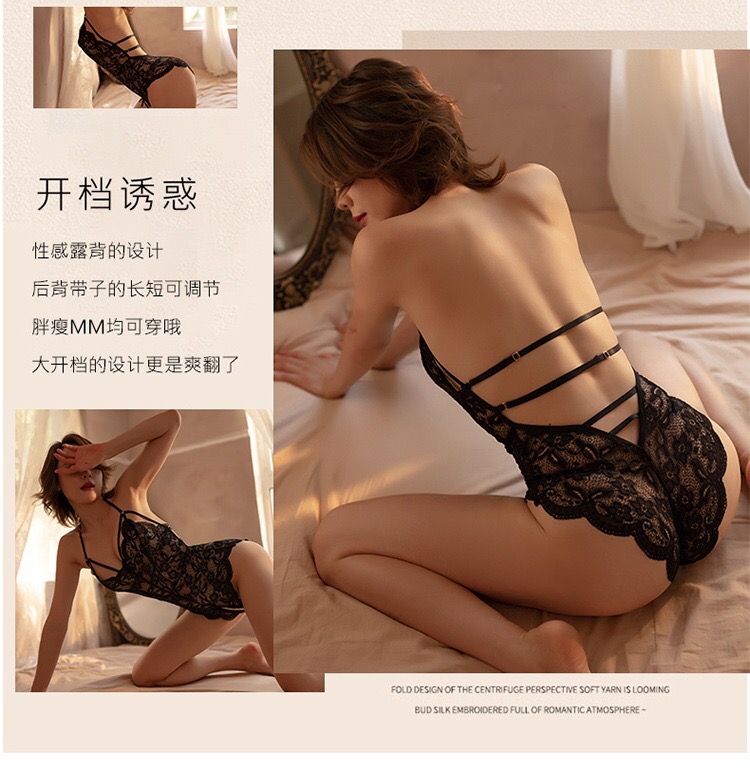 开档诱惑
性感露背的设计
后背带子的长短可调节
胖瘦MM均可穿哦
大开档的设计更是爽翻了
FOLD DESIGN OF THE CENTRIFUGE PERSPECTIVE SOFT YARN IS LOOMING
BUD SILK EMBROIDERED FULL OF ROMANTIC ATMOSPHERE ~